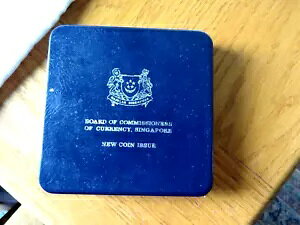 BOARD OF COMMISSIONERS
OF CURRENCY, SINGAPORE
NEW COIN ISSUE